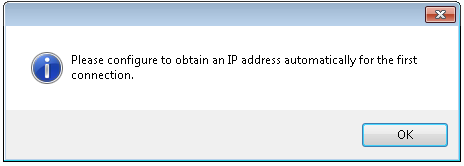 Please configure to obtain an IP address automatically for the first
connection.
OK